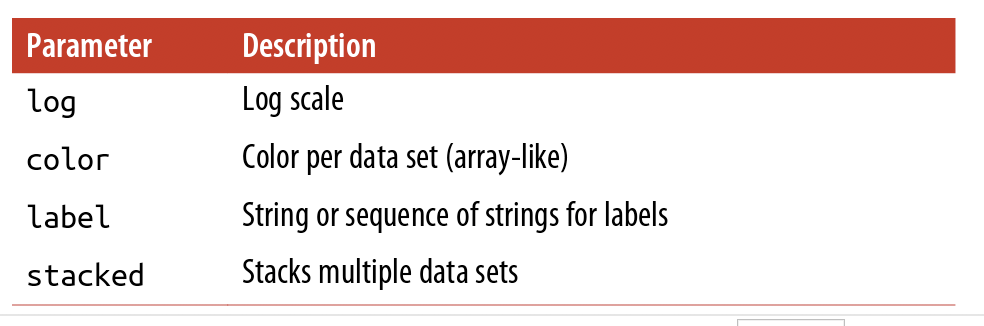 Parameter Description
log Log scale
color Color per data set (array-like)
label String or sequence of strings for labels
stacked Stacks multiple data sets